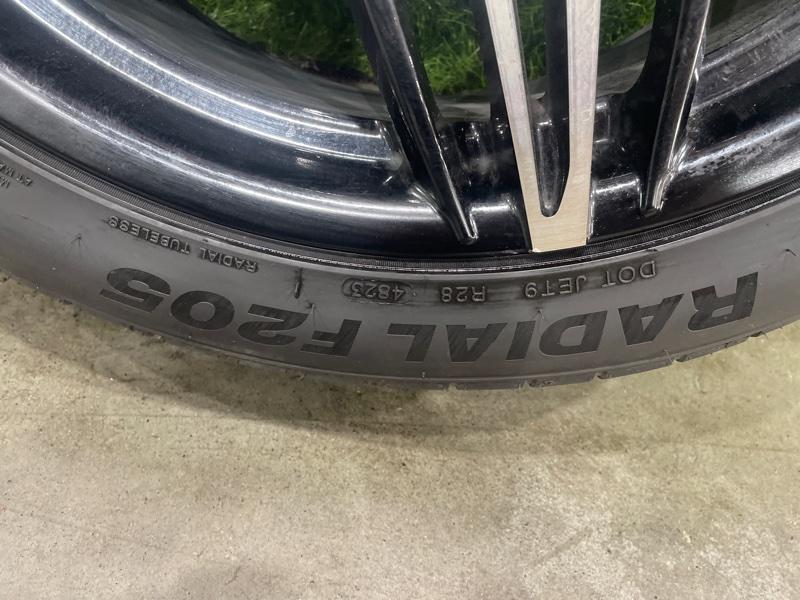 RADIAL F205
DOT JET9 R28 4823
RADIAL TUBELESS